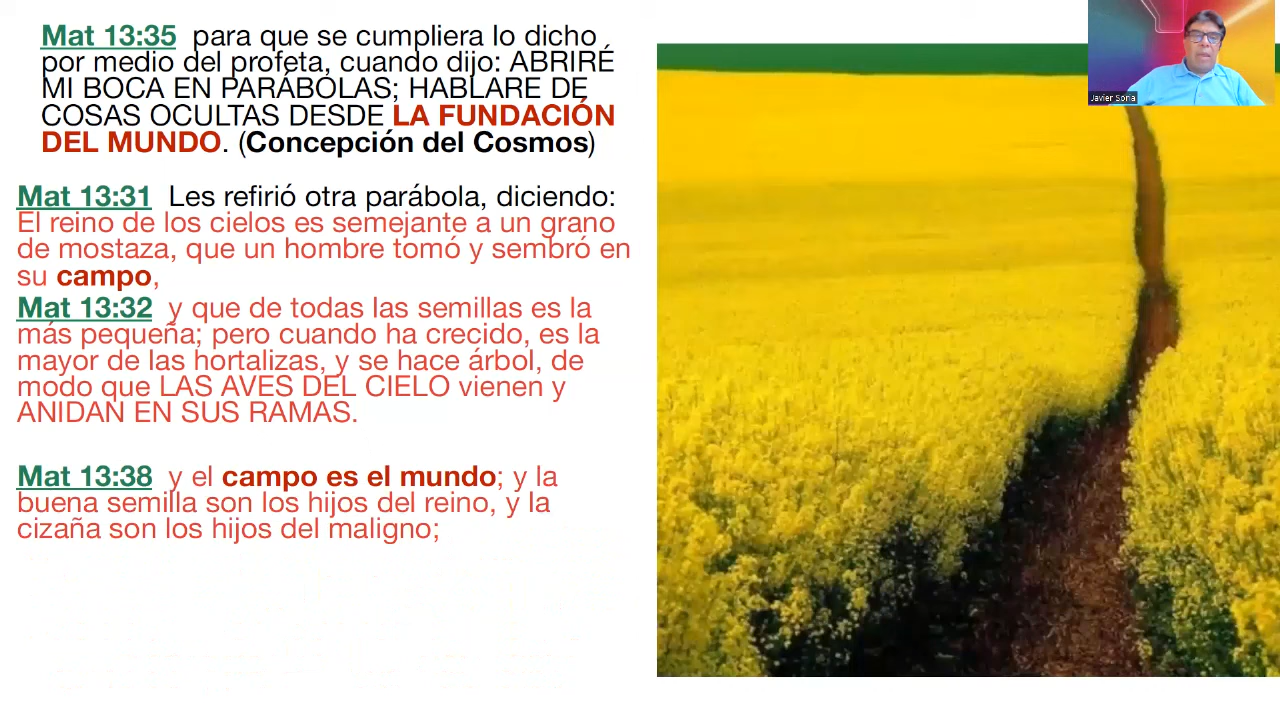 Mat 13:35 para que se cumpliera lo dicho
por medio del profeta, cuando dijo: ABRIRÉ
MI BOCA EN PARÁBOLAS; HABLARE DE
COSAS OCULTAS DESDE LA FUNDACIÓN
DEL MUNDO. (Concepción del Cosmos)
Mat 13:31 Les refirió otra parábola, diciendo:
El reino de los cielos es semejante a un grano
de mostaza, que un hombre tomó y sembró en
su campo,
Mat 13:32 y que de todas las semillas es la
más pequeña; pero cuando ha crecido, es la
mayor de las hortalizas, y se hace árbol, de
modo que LAS AVES DEL CIELO vienen y
ANIDAN EN SUS RAMAS.
Mat 13:38 y el campo es el mundo; y la
buena semilla son los hijos del reino, y la
cizaña son los hijos del maligno;
Javier Soria